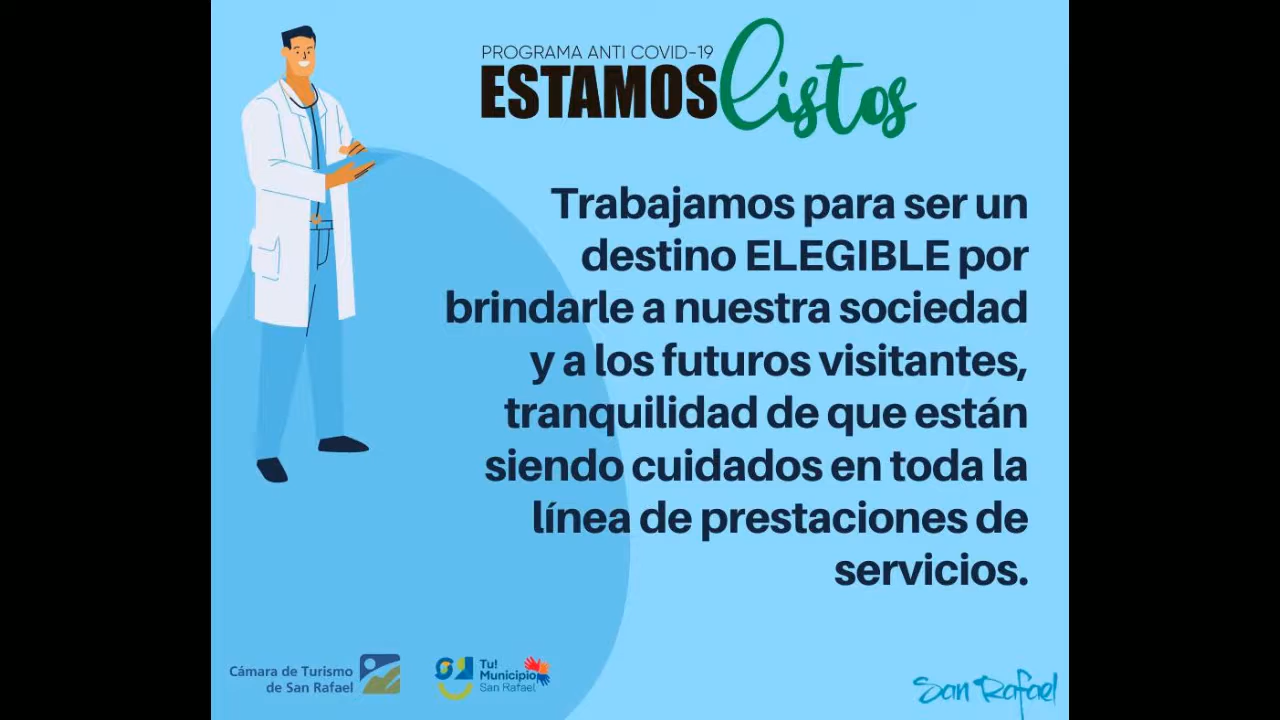 PROGRAMA ANTI COVID-19
ESTAMOS listos
Trabajamos para ser un
destino ELEGIBLE por
brindarle a nuestra sociedad
y a los futuros visitantes,
tranquilidad de que están
siendo cuidados en toda la
línea de prestaciones de
servicios.
Cámara de Turismo
de San Rafael
Tu!
Municipio
San Rafael
San Rafael